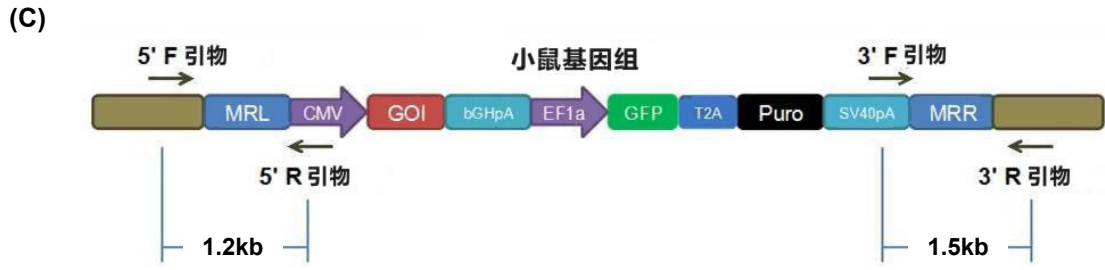 (C)
5' F 引物
小鼠基因组
3' F 引物
MRL CMV GOI bGHpA EF1a GFP T2A Puro SV40pA MRR
5' R 引物
3' R 引物
1.2kb
1.5kb